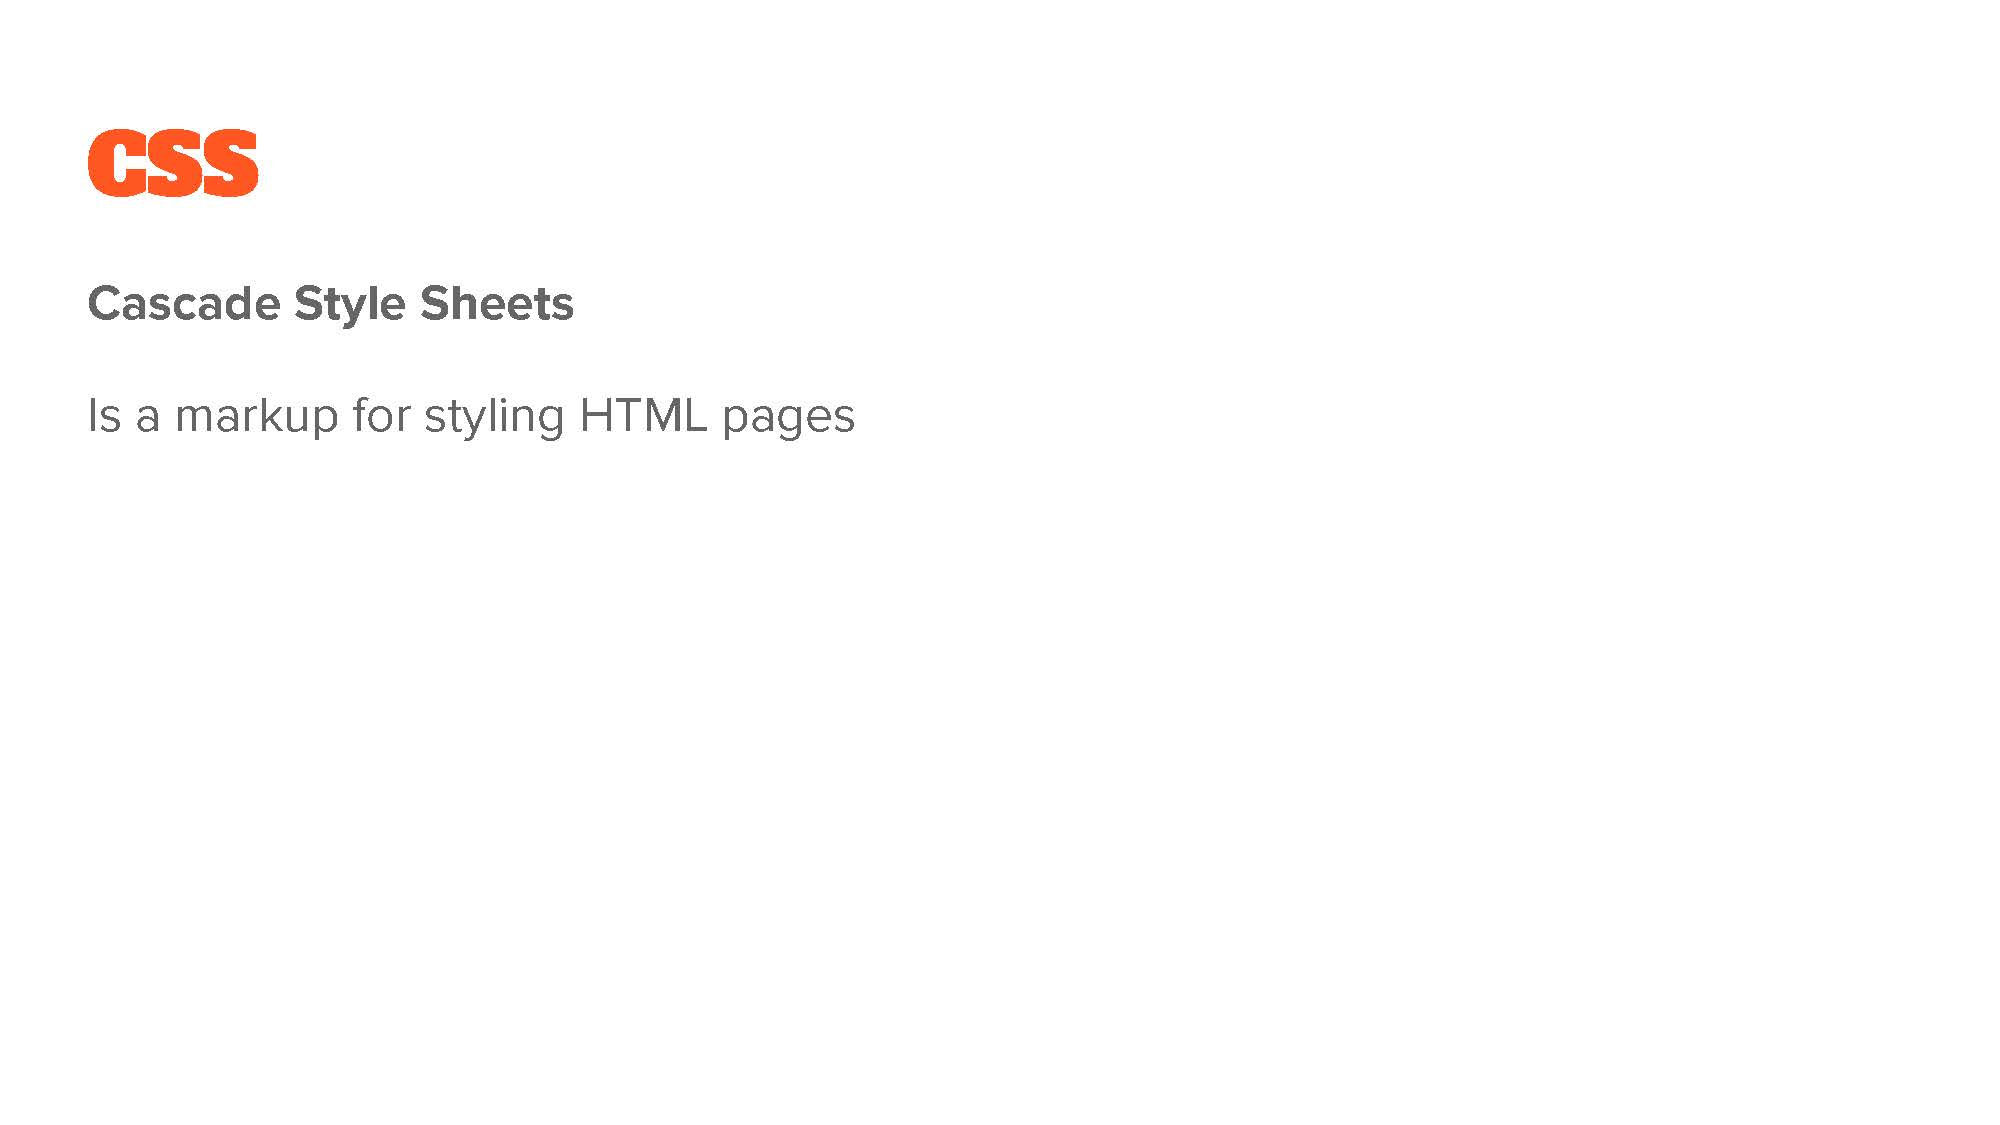 CSS
Cascade Style Sheets
Is a markup for styling HTML pages